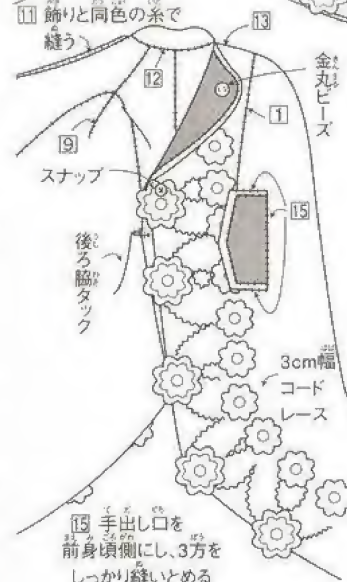 11 飾りと同色の糸で
縫う
13
12
金丸ビーズ
1
9
スナップ
15
後ろ脇タック
3cm幅
コード
レース
15 手出し口を
前身頃側にし、3方を
しっかり縫いとめる